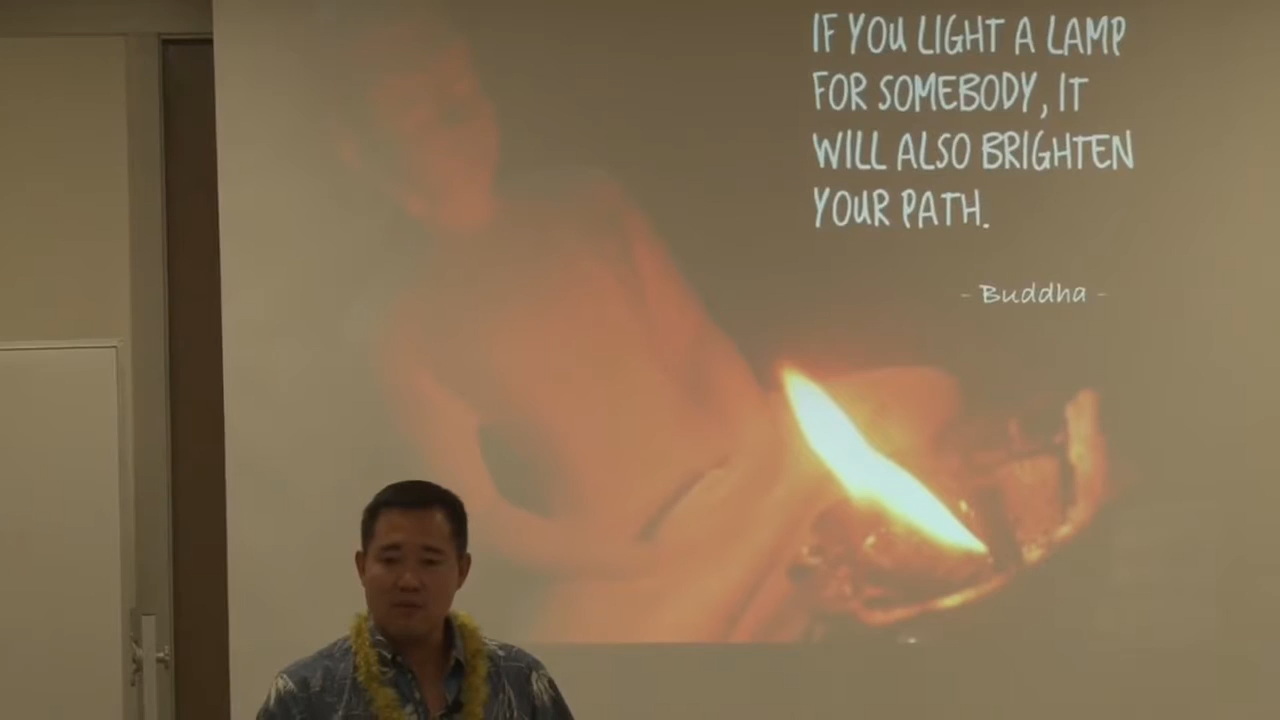 IF YOU LIGHT A LAMP
FOR SOMEBODY, IT
WILL ALSO BRIGHTEN
YOUR PATH.
- Buddha -